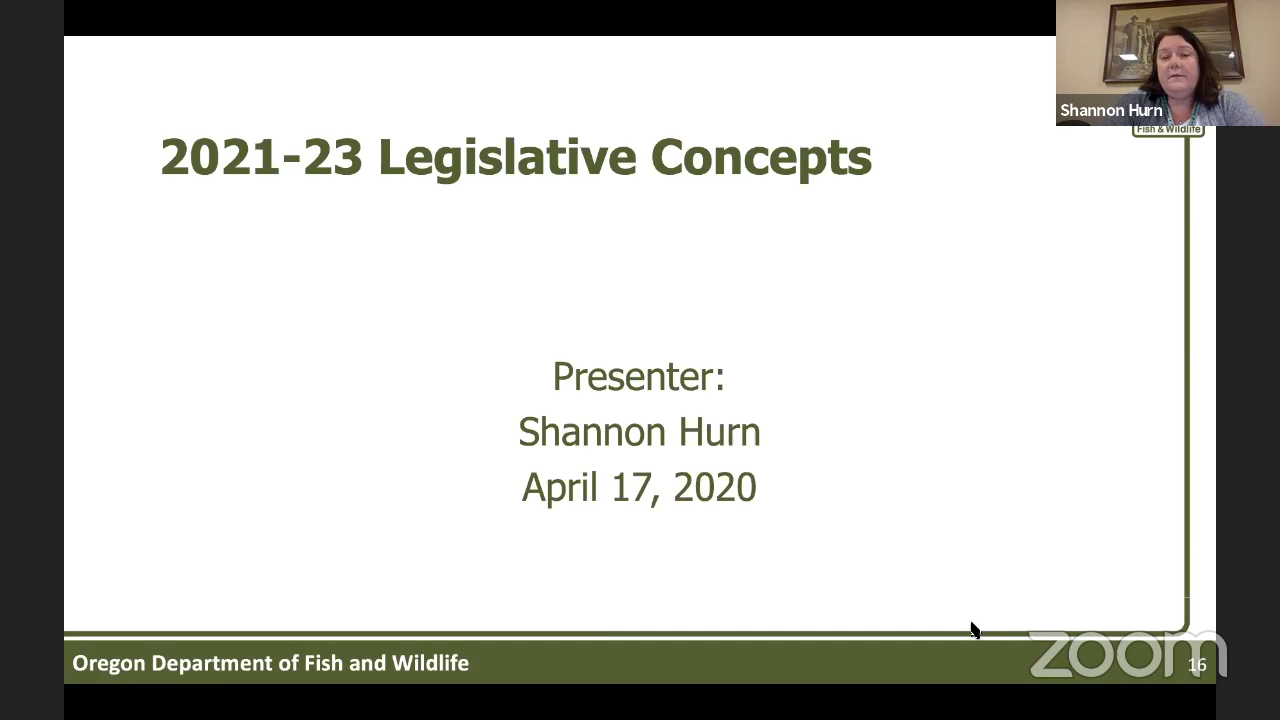 Shannon Hurn
Fish & Wildlife
2021-23 Legislative Concepts
Presenter:
Shannon Hurn
April 17, 2020
Oregon Department of Fish and Wildlife
zoom
16